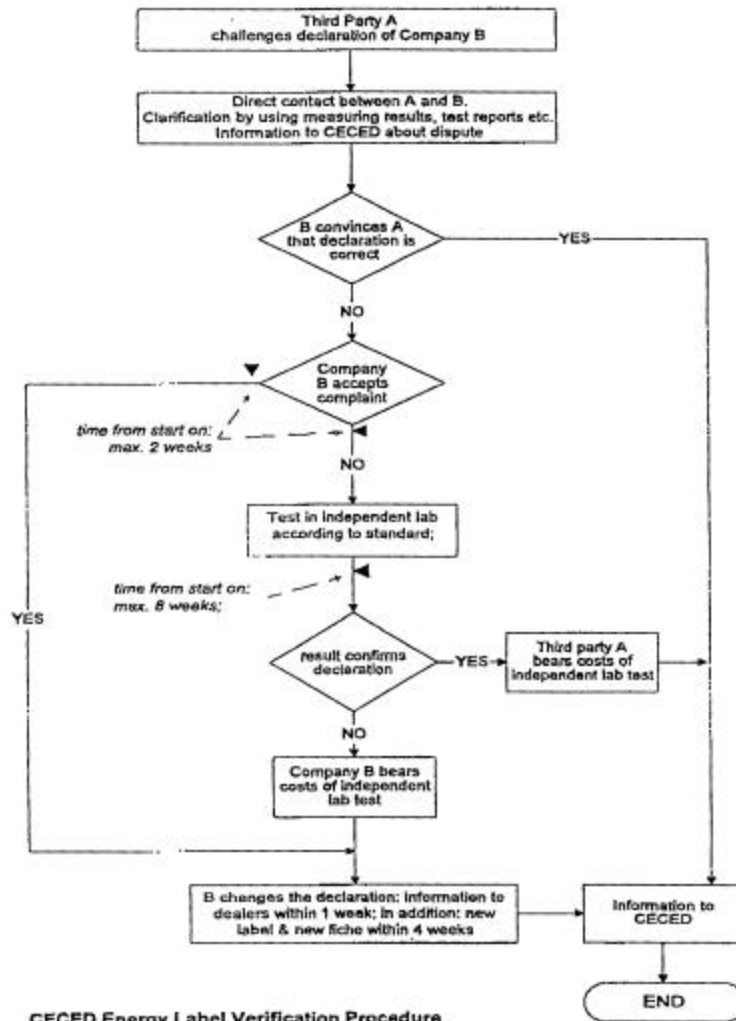 Third Party A
challenges declaration of Company B
Direct contact between A and B.
Clarification by using measuring results, test reports etc.
Information to CECED about dispute
B convinces A
that declaration is
correct
YES
NO
Company
B accepts
complaint
time from start on:
max. 2 weeks
NO
Test in independent lab
according to standard;
time from start on:
max. 8 weeks;
YES
result confirms
declaration
YES
Third party A
bears costs of
independent lab test
NO
Company B bears
costs of independent
lab test
B changes the declaration: information to
dealers within 1 week; in addition: new
label & new fiche within 4 weeks
Information to
CECED
END
CECED Energy Label Verification Procedure